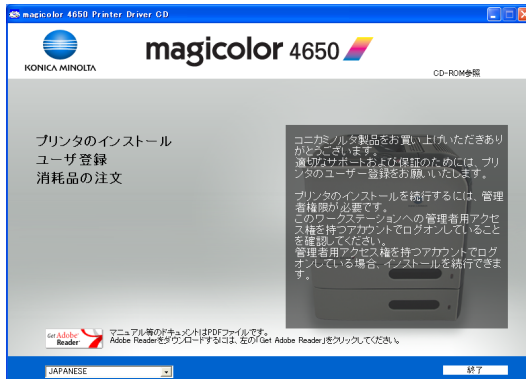 magicolor 4650 Printer Driver CD
KONICA MINOLTA
magicolor 4650
CD-ROM参照
プリンタのインストール
ユーザ登録
消耗品の注文
コニカミノルタ製品をお買い上げいただきあり
がとうございます。
適切なサポートおよび保証のためには、プリ
ンタのユーザー登録をお願いいたします。
プリンタのインストールを続行するには、管理
者権限が必要です。
このワークステーションへの管理者用アクセ
ス権を持つアカウントでログオンしていること
を確認してください。
管理者用アクセス権を持つアカウントでログ
オンしている場合、インストールを続行できま
す。
Get Adobe
Reader
マニュアル等のドキュメントはPDFファイルです。
Adobe Readerをダウンロードするには、左の「Get Adobe Reader」をクリックしてください。
JAPANESE
終了